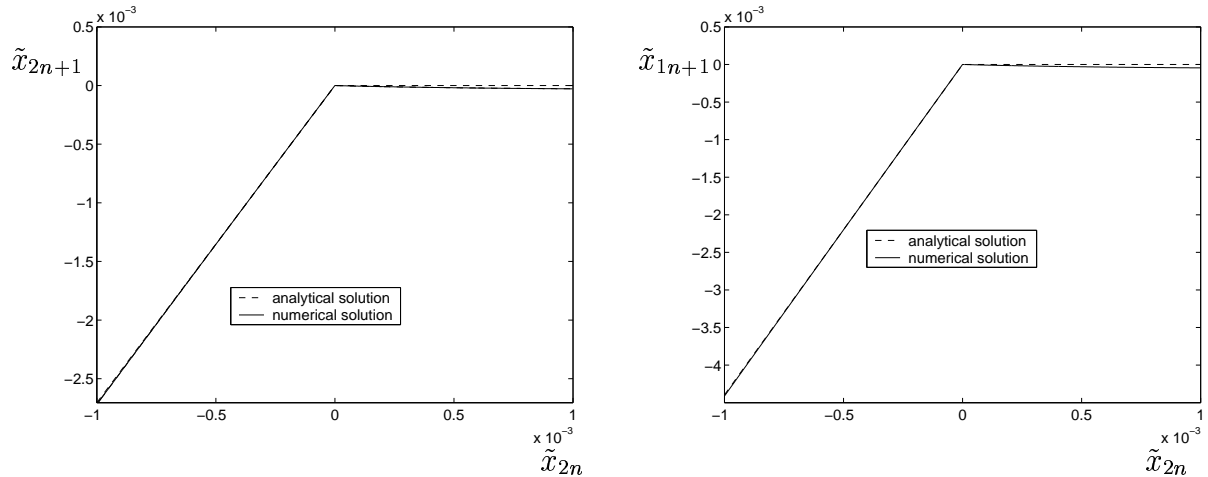 x 10⁻³
0.5
x̃₂ₙ₊₁
0
−0.5
−1
−1.5
−2
−2.5
analytical solution
numerical solution
−1 −0.5 0 0.5 1
x 10⁻³
x̃₂ₙ
x 10⁻³
0.5
x̃₁ₙ₊₁ 0
−0.5
−1
−1.5
−2
−2.5
−3
−3.5
−4
analytical solution
numerical solution
−1 −0.5 0 0.5 1
x 10⁻³
x̃₂ₙ